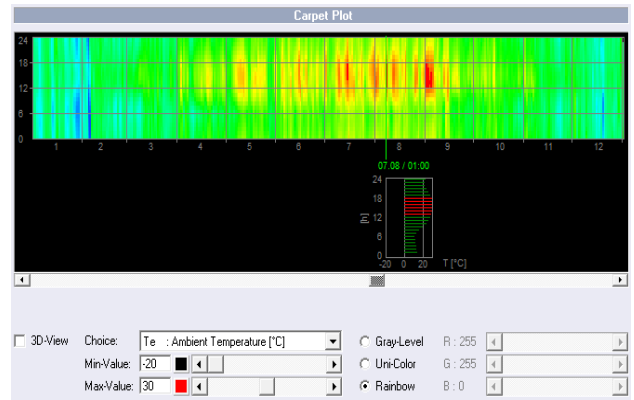 Carpet Plot
24
18
12
6
0
1 2 3 4 5 6 7 8 9 10 11 12
07.08 / 01:00
24
18
[h] 12
6
0
-20 0 20 T [°C]
3D-View Choice: Te : Ambient Temperature [°C] Gray-Level R : 255
Min-Value: -20 Uni-Color G : 255
Max-Value: 30 Rainbow B : 0